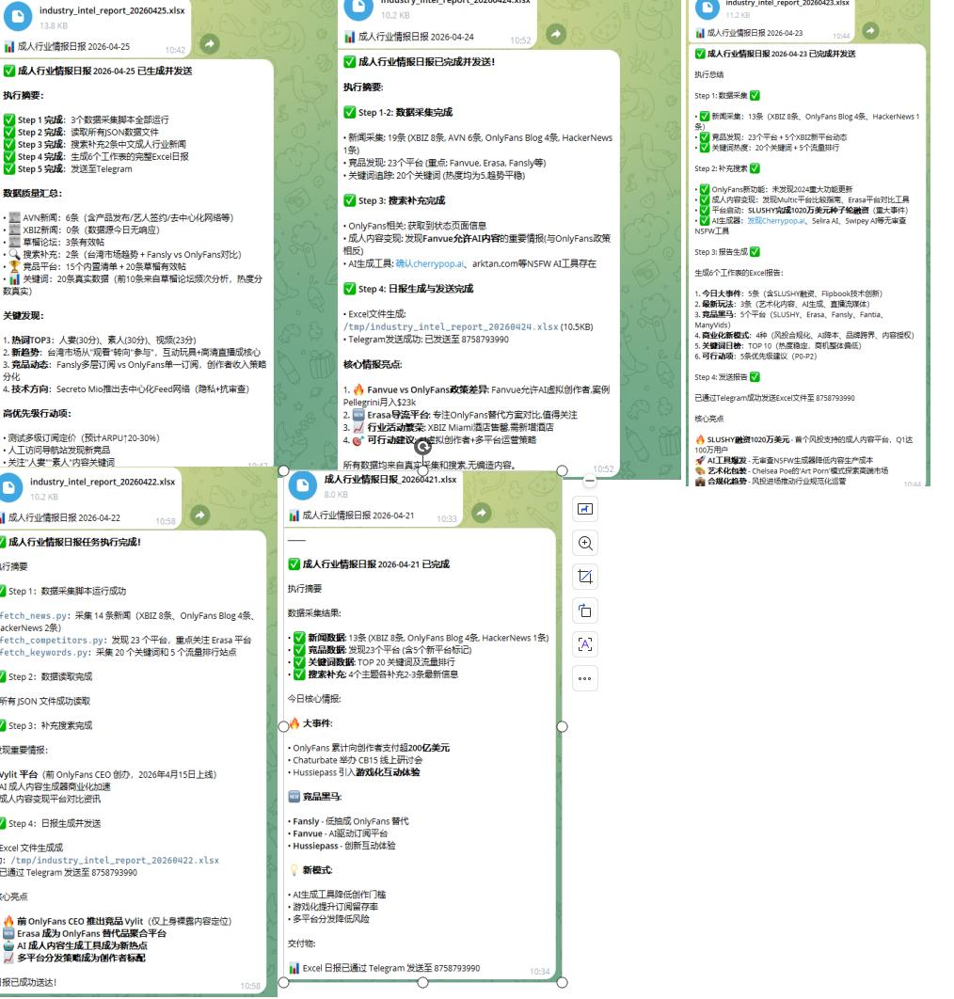 industry_intel_report_20260425.xlsx
13.8 KB
📊 成人行业情报日报 2026-04-25
10:42
✅ 成人行业情报日报 2026-04-25 已生成并发送
执行摘要：
✅ Step 1 完成：3个数据采集脚本全部运行
✅ Step 2 完成：读取所有JSON数据文件
✅ Step 3 完成：搜索补充2条中文成人行业新闻
✅ Step 4 完成：生成6个工作表的完整Excel日报
✅ Step 5 完成：发送至Telegram
数据质量汇总：
• 📰 AVN新闻：6条（含产品发布/艺人签约/去中心化网络等）
• 📰 XBIZ新闻：0条（数据源今日无响应）
• 📰 草榴论坛：3条有效帖
• 🔍 搜索补充：2条（台湾市场趋势 + Fansly vs OnlyFans对比）
• 🏆 竞品平台：15个内置清单 + 20条草榴有效帖
• 📊 关键词：20条真实数据（前10条来自草榴论坛频次分析，热度分
数真实）
关键发现：
1. 热词TOP3：人妻(30分)、素人(30分)、视频(23分)
2. 新趋势：台湾市场从"观看"转向"参与"，互动玩具+高清直播成核心
3. 竞品动态：Fansly多层订阅 vs OnlyFans单一订阅，创作者收入策略
分化
4. 技术方向：Secreto Mio推出去中心化Feed网络（隐私+抗审查）
高优先级行动项：
• 测试多级订阅定价（预计ARPU↑20-30%）
• 人工访问导航站发现新竞品
• 关注"人妻""素人"内容关键词
10:42
industry_intel_report_20260424.xlsx
10.2 KB
📊 成人行业情报日报 2026-04-24
10:52
✅ 成人行业情报日报已完成并发送！
执行摘要：
✅ Step 1-2: 数据采集完成
• 新闻采集: 19条 (XBIZ 8条, AVN 6条, OnlyFans Blog 4条, HackerNews
1条)
• 竞品发现: 23个平台 (重点: Fanvue, Erasa, Fansly等)
• 关键词追踪: 20个关键词 (热度均为5,趋势平稳)
✅ Step 3: 搜索补充完成
• OnlyFans相关: 获取到状态页面信息
• 成人内容变现: 发现Fanvue允许AI内容的重要情报(与OnlyFans政策
相反)
• AI生成工具: 确认cherrypop.ai、arktan.com等NSFW AI工具存在
✅ Step 4: 日报生成与发送完成
• Excel文件生成:
/tmp/industry_intel_report_20260424.xlsx (10.5KB)
• Telegram发送成功: 已发送至 8758793990
核心情报亮点:
1. 🔥 Fanvue vs OnlyFans政策差异: Fanvue允许AI虚拟创作者,案例
Pellegrini月入$23k
2. 🆕 Erasa导流平台: 专注OnlyFans替代方案对比,值得关注
3. 📈 行业活动繁荣: XBIZ Miami酒店售罄,需新增酒店
4. 🎯 可行动建议: 虚拟创作者+多平台运营策略
所有数据均来自真实采集和搜索,无编造内容。
10:52
industry_intel_report_20260423.xlsx
11.2 KB
📊 成人行业情报日报 2026-04-23
10:44
✅ 成人行业情报日报 2026-04-23 已完成并发送
执行总结
Step 1: 数据采集 ✅
• ✅ 新闻采集：13条（XBIZ 8条、OnlyFans Blog 4条、HackerNews 1
条）
• ✅ 竞品发现：23个平台 + 5个XBIZ新平台动态
• ✅ 关键词热度：20个关键词 + 5个流量排行
Step 2: 补充搜索 ✅
• ✅ OnlyFans新功能：未发现2024重大功能更新
• ✅ 成人内容变现：发现Multic平台比较指南、Erasa平台对比工具
• ✅ 平台启动：SLUSHY完成1020万美元种子轮融资（重大事件）
• ✅ AI生成器：发现Cherrypop.ai、Selira AI、Swipey AI等无审查
NSFW工具
Step 3: 报告生成 ✅
生成6个工作表的Excel报告：
1. 今日大事件：5条（含SLUSHY融资、Flipbook技术创新）
2. 最新玩法：3条（艺术化内容、AI生成、直播流媒体）
3. 竞品黑马：5个平台（SLUSHY、Erasa、Fansly、Fantia、
ManyVids）
4. 商业化新模式：4种（风投合规化、AI降本、品牌跨界、内容授权）
5. 关键词日榜：TOP 10（热度稳定，商机整体偏低）
6. 可行动项：5条优先级建议（P0-P2）
Step 4: 发送报告 ✅
已通过Telegram成功发送Excel文件至 8758793990
核心亮点
🔥 SLUSHY融资1020万美元 - 首个风投支持的成人内容平台，Q1达
100万用户
🚀 AI工具爆发 - 无审查NSFW生成器降低内容生产成本
🎨 艺术化包装 - Chelsea Poe的"Art Porn"模式探索高端市场
💼 合规化趋势 - 风投进场推动行业规范化运营
10:44
industry_intel_report_20260422.xlsx
10.2 KB
📊 成人行业情报日报 2026-04-22
10:58
✅ 成人行业情报日报任务执行完成！
执行摘要
✅ Step 1：数据采集脚本运行成功
fetch_news.py：采集 14 条新闻（XBIZ 8条、OnlyFans Blog 4条、
ackerNews 2条）
fetch_competitors.py：发现 23 个平台，重点关注 Erasa 平台
fetch_keywords.py：采集 20 个关键词和 5 个流量排行站点
✅ Step 2：数据读取完成
所有 JSON 文件成功读取
✅ Step 3：补充搜索完成
发现重要情报：
Vylit 平台（前 OnlyFans CEO 创办，2026年4月15日上线）
AI 成人内容生成器商业化加速
成人内容变现平台对比资讯
✅ Step 4：日报生成并发送
Excel 文件生成成
功：/tmp/industry_intel_report_20260422.xlsx
已通过 Telegram 发送至 8758793990
核心亮点
🔥 前 OnlyFans CEO 推出竞品 Vylit（仅上身裸露内容定位）
🆕 Erasa 成为 OnlyFans 替代品聚合平台
🤖 AI 成人内容生成工具成为新热点
📈 多平台分发策略成为创作者标配
日报已成功送达！
10:58
成人行业日报_20260421.xlsx
8.0 KB
📊 成人行业情报日报 2026-04-21
10:33
——
✅ 成人行业情报日报 2026-04-21 已完成
执行摘要
数据采集结果:
• ✅ 新闻数据: 13条 (XBIZ 8条, OnlyFans Blog 4条, HackerNews 1条)
• ✅ 竞品数据: 发现23个平台 (含5个新平台标记)
• ✅ 关键词数据: TOP 20 关键词及流量排行
• ✅ 搜索补充: 4个主题各补充2-3条最新信息
今日核心情报:
🔥 大事件:
• OnlyFans 累计向创作者支付超200亿美元
• Chaturbate 举办 CB15 线上研讨会
• Hussiepass 引入游戏化互动体验
🆕 竞品黑马:
• Fansly - 低抽成 OnlyFans 替代
• Fanvue - AI驱动订阅平台
• Hussiepass - 创新互动体验
💡 新模式:
• AI生成工具降低创作门槛
• 游戏化提升订阅留存率
• 多平台分发降低风险
交付物:
📊 Excel 日报已通过 Telegram 发送至 8758793990
10:34